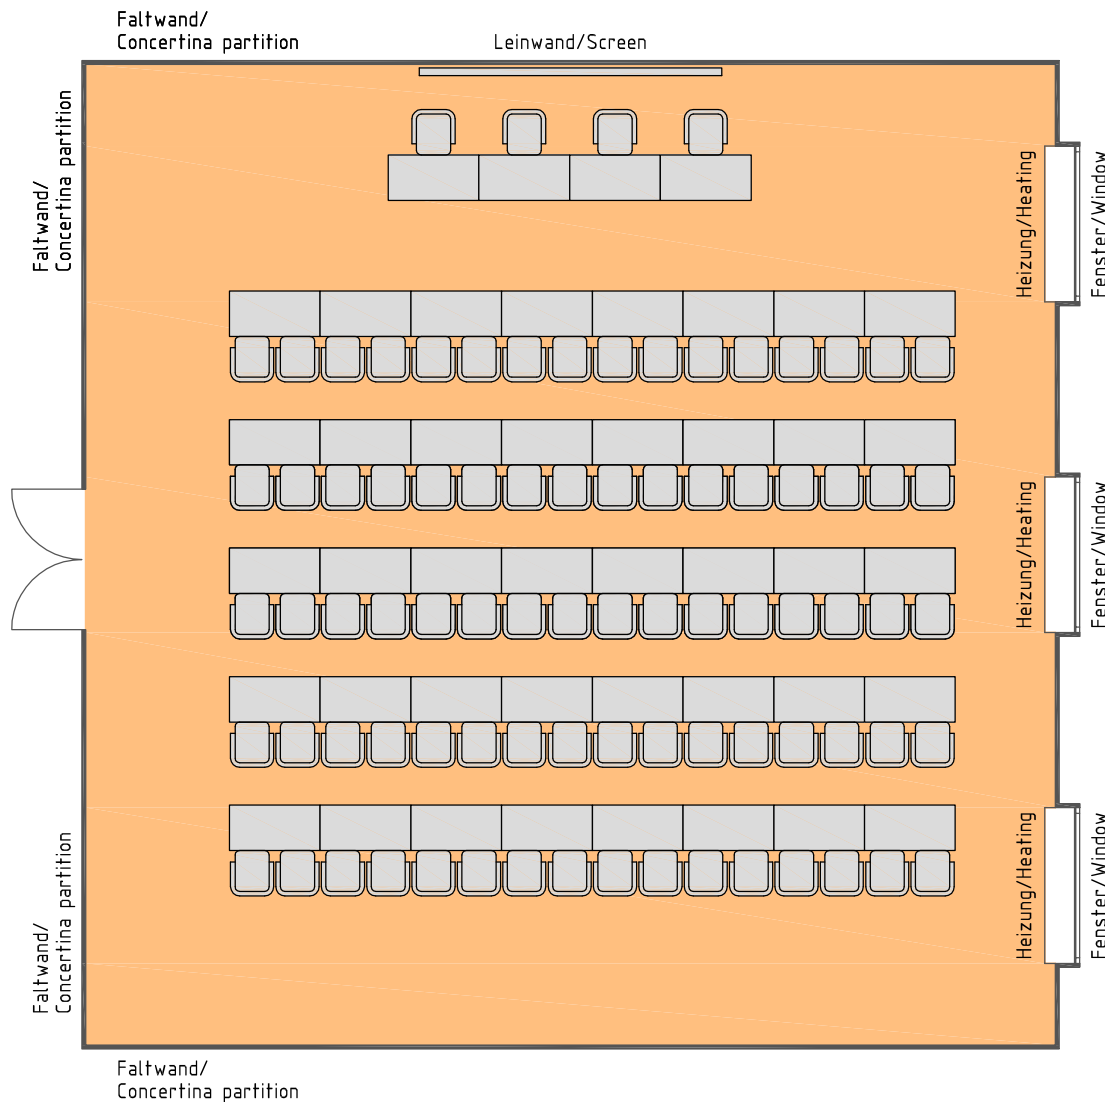 Faltwand/
Concertina partition
Leinwand/Screen
Faltwand/
Concertina partition
Heizung/Heating
Fenster/Window
Heizung/Heating
Fenster/Window
Faltwand/
Concertina partition
Heizung/Heating
Fenster/Window
Faltwand/
Concertina partition